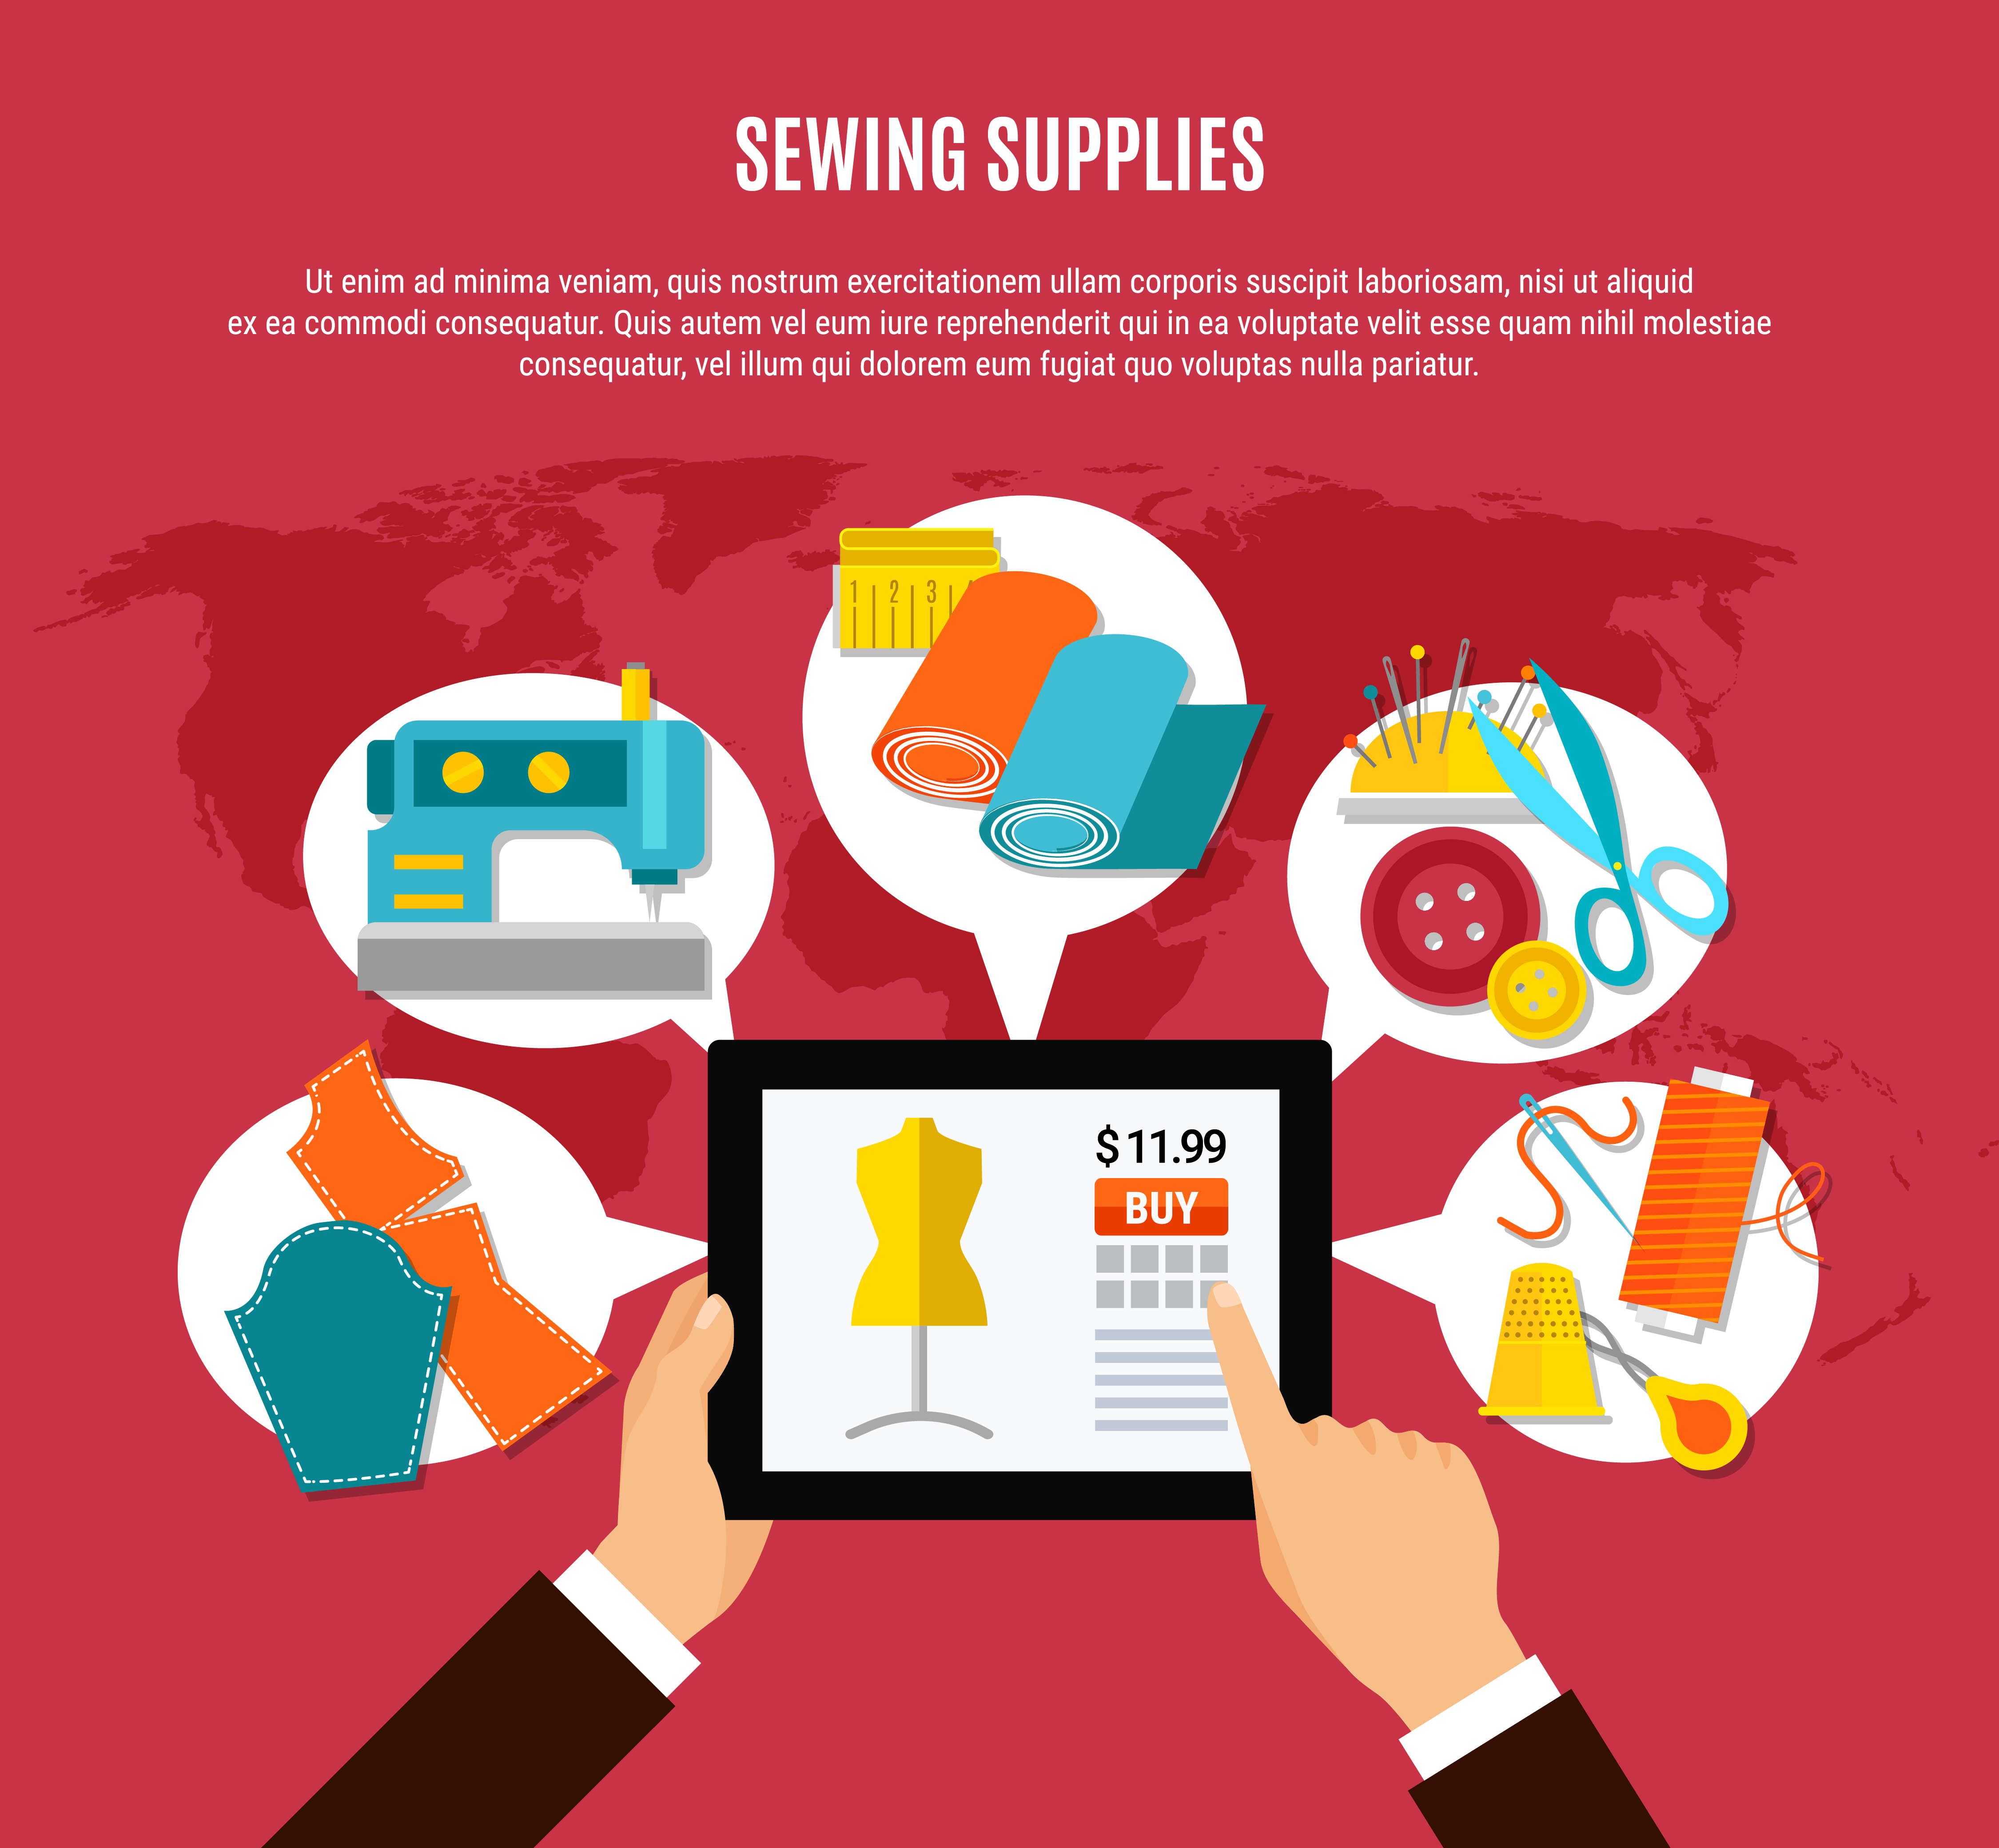 SEWING SUPPLIES
Ut enim ad minima veniam, quis nostrum exercitationem ullam corporis suscipit laboriosam, nisi ut aliquid
ex ea commodi consequatur. Quis autem vel eum iure reprehenderit qui in ea voluptate velit esse quam nihil molestiae
consequatur, vel illum qui dolorem eum fugiat quo voluptas nulla pariatur.
1 2 3
$ 11.99
BUY